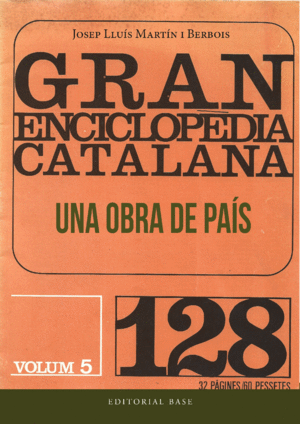 Josep Lluís Martín i Berbois
GRAN
ENCICLOPÈDIA
CATALANA
UNA OBRA DE PAÍS
VOLUM 5
128
32 PÀGINES/60 PESSETES
EDITORIAL BASE